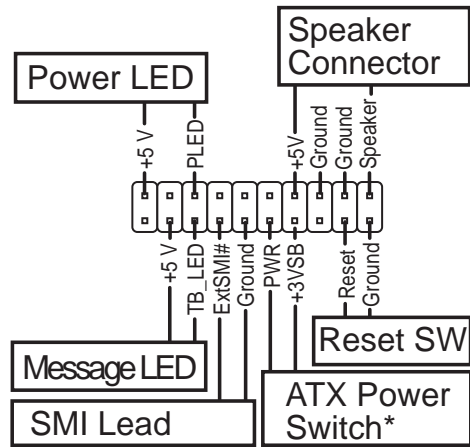 Speaker
Connector
Power LED
+5 V
PLED
+5V
Ground
Ground
Speaker
+5 V
TB_LED
ExtSMI#
Ground
PWR
+3VSB
Reset
Ground
Reset SW
Message LED
ATX Power
Switch*
SMI Lead